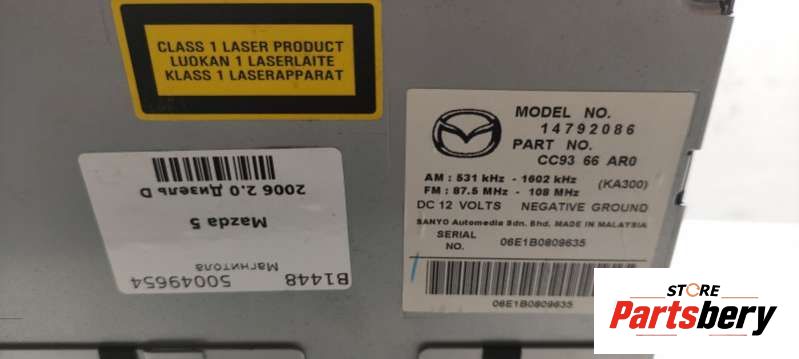 CLASS 1 LASER PRODUCT
LUOKAN 1 LASERLAITE
KLASS 1 LASERAPPARAT
MODEL NO.
14792086
PART NO.
CC93 66 AR0
AM : 531 kHz - 1602 kHz
FM : 87.5 MHz - 108 MHz
(KA300)
DC 12 VOLTS NEGATIVE GROUND
SANYO Automedia Sdn. Bhd. MADE IN MALAYSIA
SERIAL
NO.
06E1B0809635
06E1B0809635
B1448
50049654
Магнитола
Mazda 5
2006 2.0 Дизель D
STORE
Partsbery